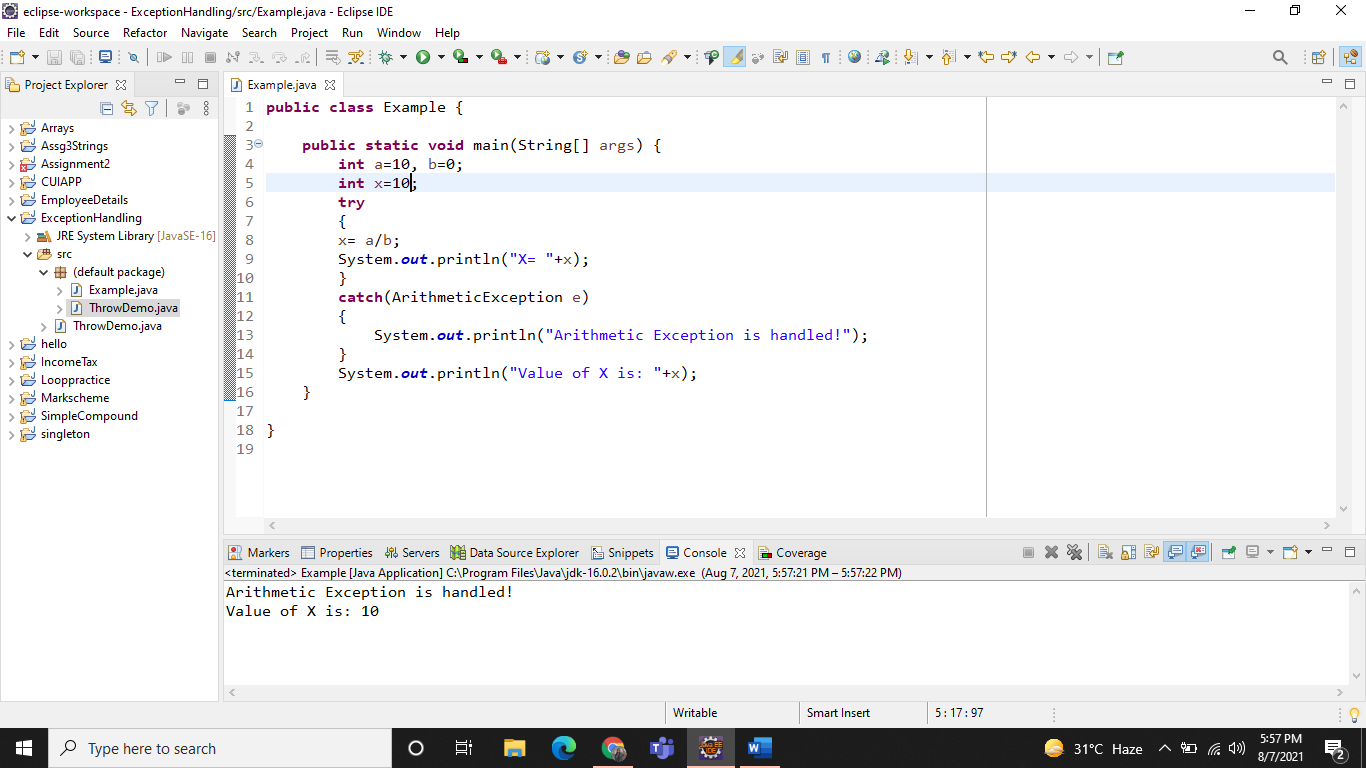 eclipse-workspace - ExceptionHandling/src/Example.java - Eclipse IDE
File Edit Source Refactor Navigate Search Project Run Window Help
Project Explorer
Arrays
Assg3Strings
Assignment2
CUIAPP
EmployeeDetails
ExceptionHandling
JRE System Library [JavaSE-16]
src
(default package)
Example.java
ThrowDemo.java
ThrowDemo.java
hello
IncomeTax
Looppractice
Markscheme
SimpleCompound
singleton
Example.java
1 public class Example {
2
3 public static void main(String[] args) {
4 int a=10, b=0;
5 int x=10;
6 try
7 {
8 x= a/b;
9 System.out.println("X= "+x);
10 }
11 catch(ArithmeticException e)
12 {
13 System.out.println("Arithmetic Exception is handled!");
14 }
15 System.out.println("Value of X is: "+x);
16 }
17
18 }
19
Markers Properties Servers Data Source Explorer Snippets Console Coverage
<terminated> Example [Java Application] C:\Program Files\Java\jdk-16.0.2\bin\javaw.exe (Aug 7, 2021, 5:57:21 PM – 5:57:22 PM)
Arithmetic Exception is handled!
Value of X is: 10
Writable Smart Insert 5 : 17 : 97
Type here to search
31°C Haze
5:57 PM
8/7/2021
2